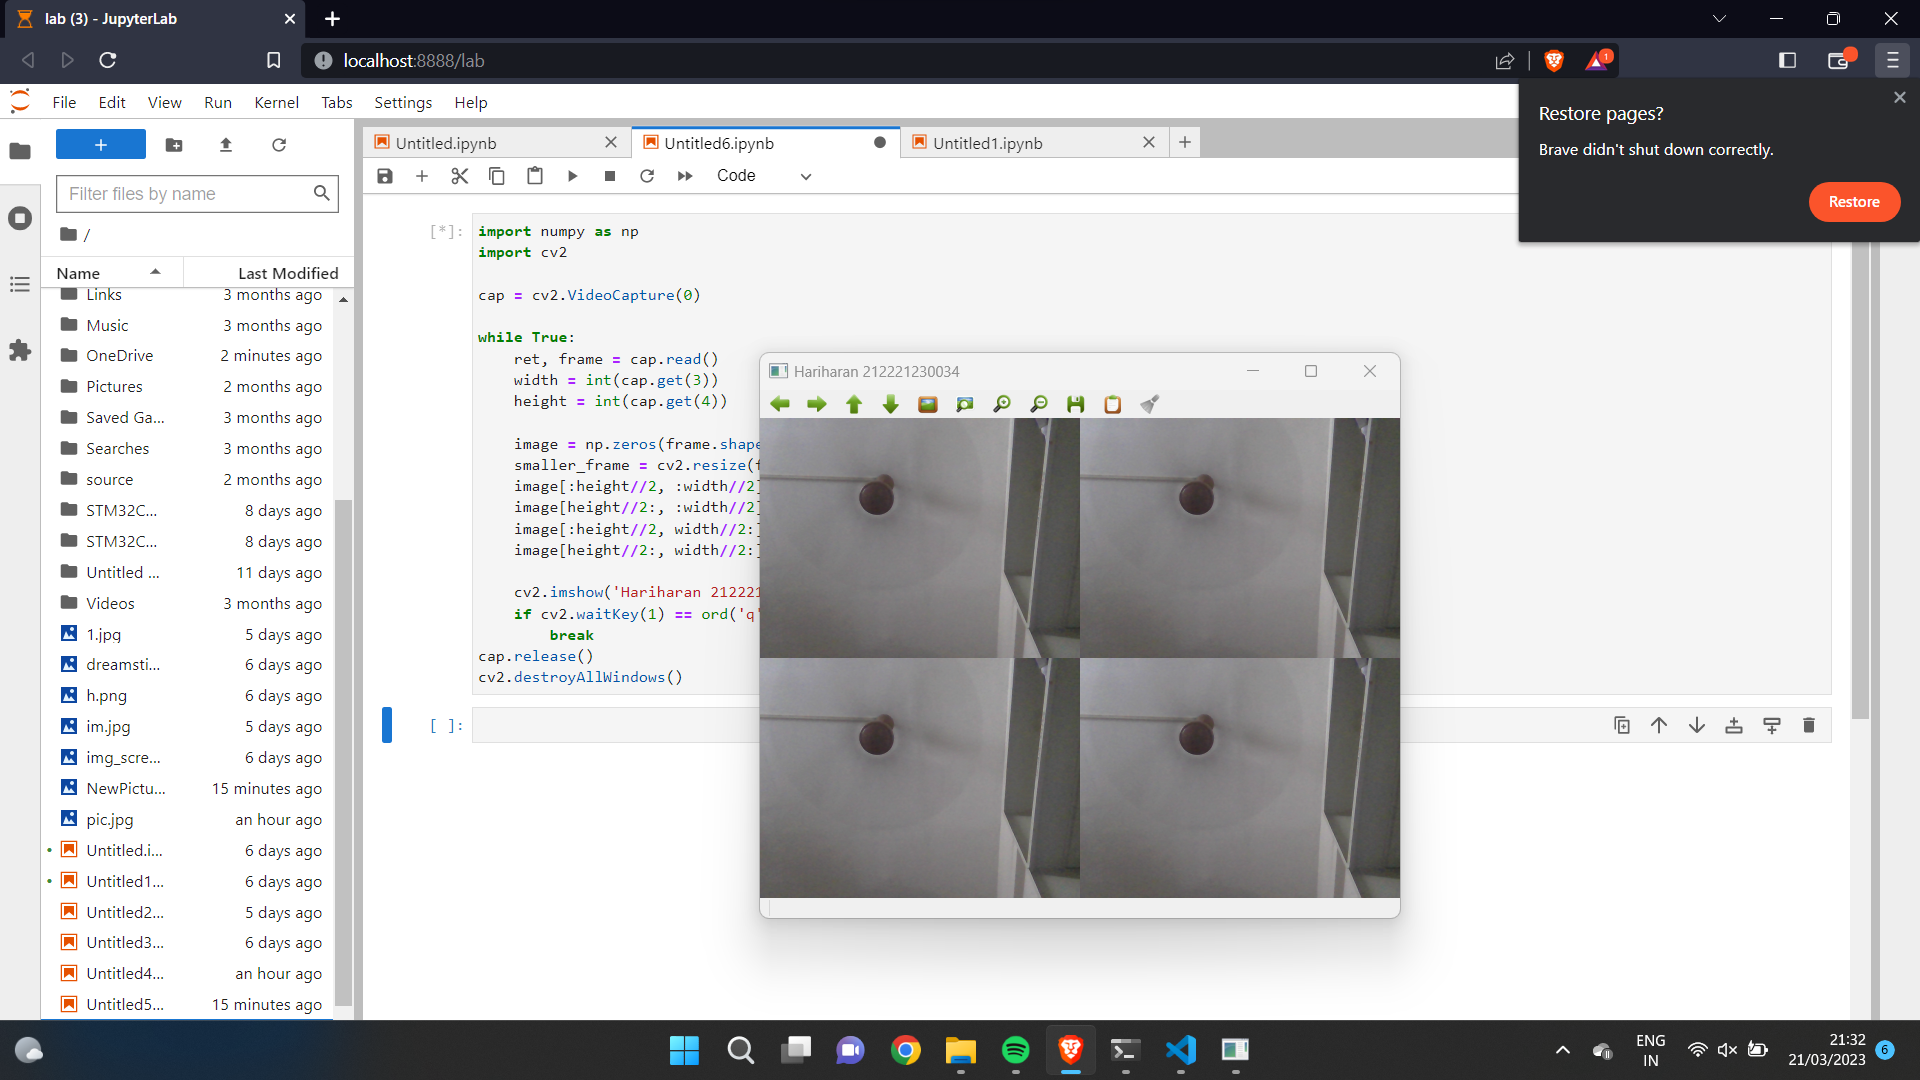 lab (3) - JupyterLab
localhost:8888/lab
1
File Edit View Run Kernel Tabs Settings Help
Restore pages?
Brave didn't shut down correctly.
Restore
+
Filter files by name
/
Name Last Modified
Links 3 months ago
Music 3 months ago
OneDrive 2 minutes ago
Pictures 2 months ago
Saved Ga... 3 months ago
Searches 3 months ago
source 2 months ago
STM32C... 8 days ago
STM32C... 8 days ago
Untitled ... 11 days ago
Videos 3 months ago
1.jpg 5 days ago
dreamsti... 6 days ago
h.png 6 days ago
im.jpg 5 days ago
img_scre... 6 days ago
NewPictu... 15 minutes ago
pic.jpg an hour ago
Untitled.i... 6 days ago
Untitled1... 6 days ago
Untitled2... 5 days ago
Untitled3... 6 days ago
Untitled4... an hour ago
Untitled5... 15 minutes ago
Untitled.ipynb Untitled6.ipynb Untitled1.ipynb
Code
[*]:
import numpy as np
import cv2
cap = cv2.VideoCapture(0)
while True:
ret, frame = cap.read()
width = int(cap.get(3))
height = int(cap.get(4))
image = np.zeros(frame.shape
smaller_frame = cv2.resize(f
image[:height//2, :width//2]
image[height//2:, :width//2]
image[:height//2, width//2:]
image[height//2:, width//2:]
cv2.imshow('Hariharan 212221
if cv2.waitKey(1) == ord('q'
break
cap.release()
cv2.destroyAllWindows()
[ ]:
Hariharan 212221230034
ENG
IN
21:32
21/03/2023
6